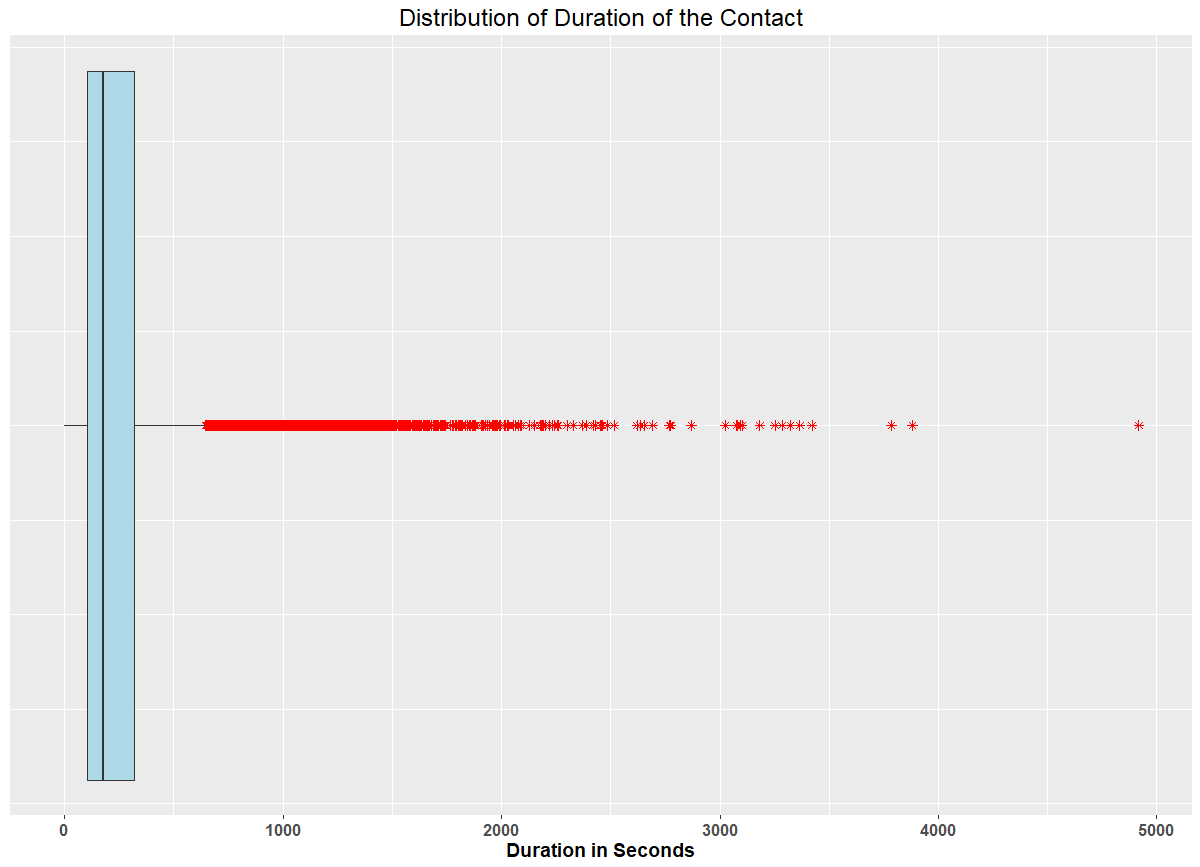 Distribution of Duration of the Contact
0 1000 2000 3000 4000 5000
Duration in Seconds